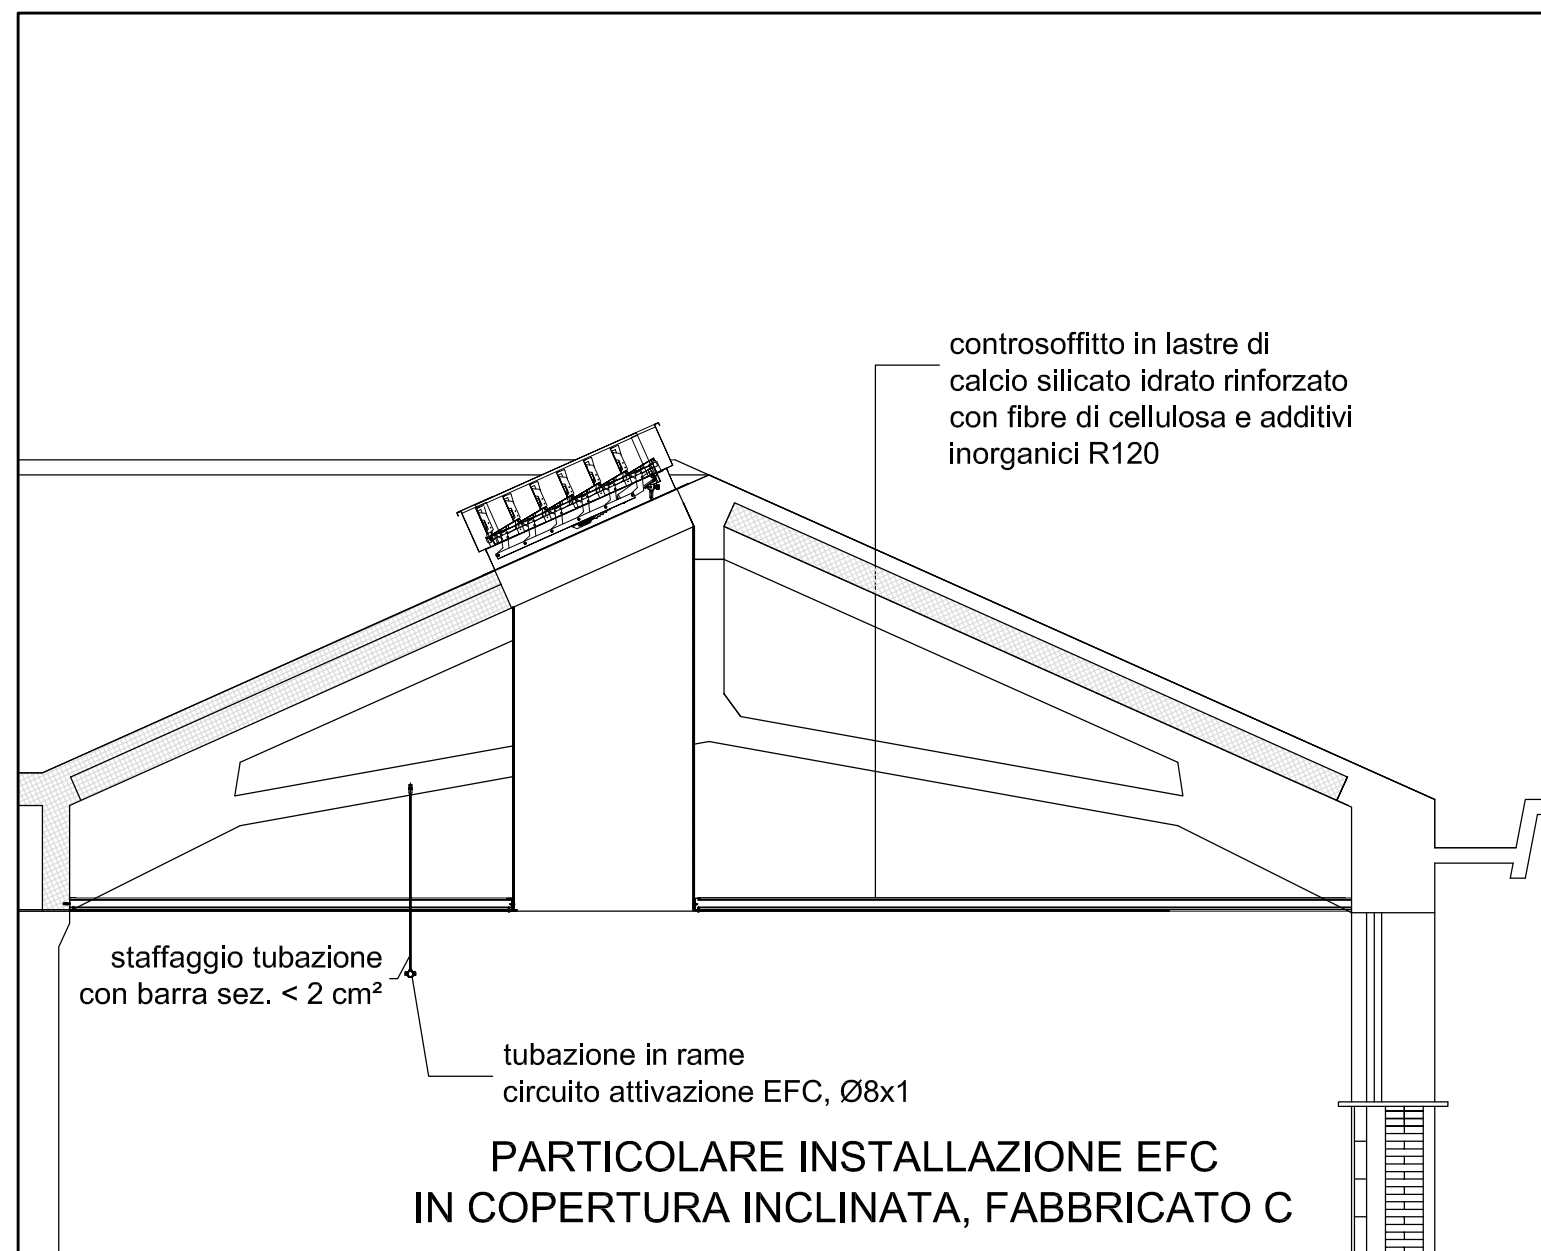 controsoffitto in lastre di
calcio silicato idrato rinforzato
con fibre di cellulosa e additivi
inorganici R120
staffaggio tubazione
con barra sez. < 2 cm²
tubazione in rame
circuito attivazione EFC, Ø8x1
PARTICOLARE INSTALLAZIONE EFC
IN COPERTURA INCLINATA, FABBRICATO C